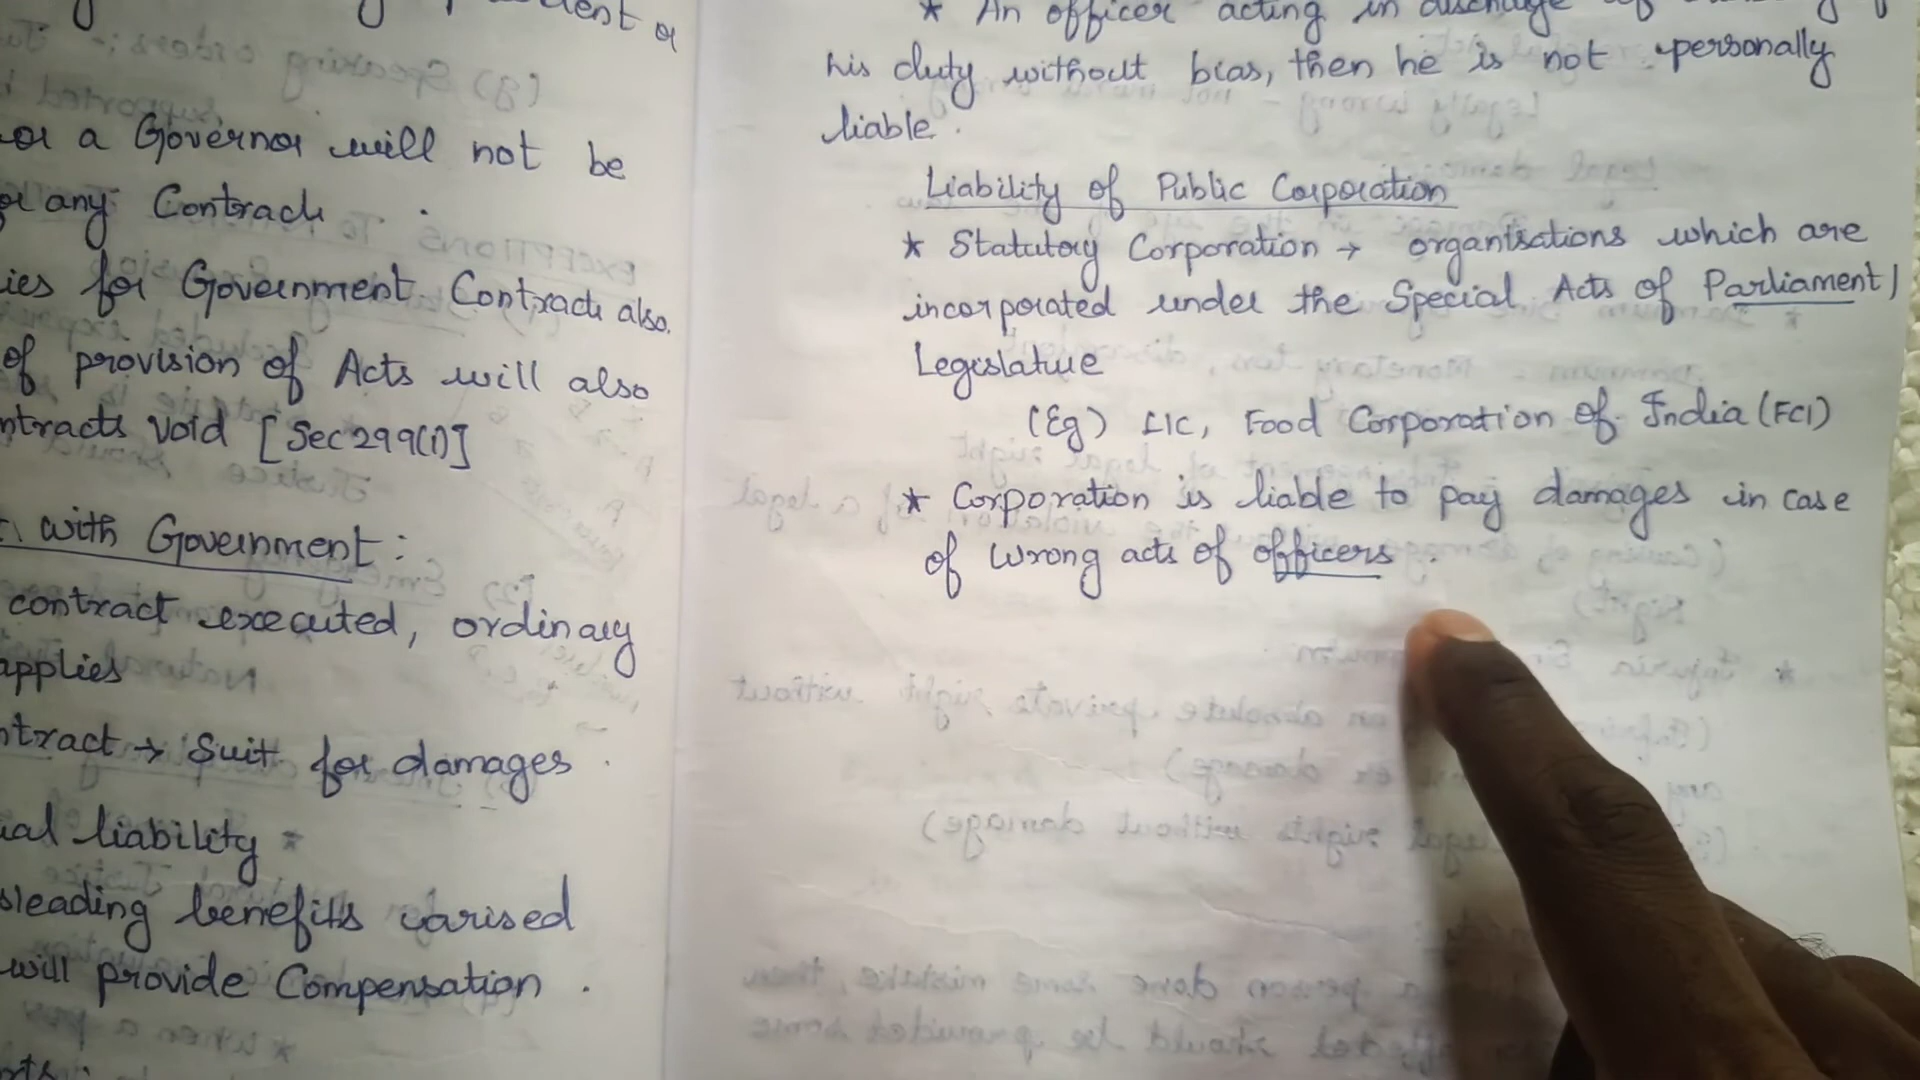 or a Governor will not be
any Contract
ies for Government Contracts also.
of provision of Acts will also
ntracts void [Sec 299(1)]
with Government:
contract executed, ordinary
applies
ntract → Suit for damages.
ial liability
leading benefits arised
will provide Compensation.
* An officer acting in discharge of
his duty without bias, then he is not personally
liable.
Liability of Public Corporation
* Statutory Corporation → organisations which are
incorporated under the Special Acts of Parliament/
Legislatue
(Eg) LIC, Food Corporation of India (FCI)
* Corporation is liable to pay damages in case
of wrong acts of officers.